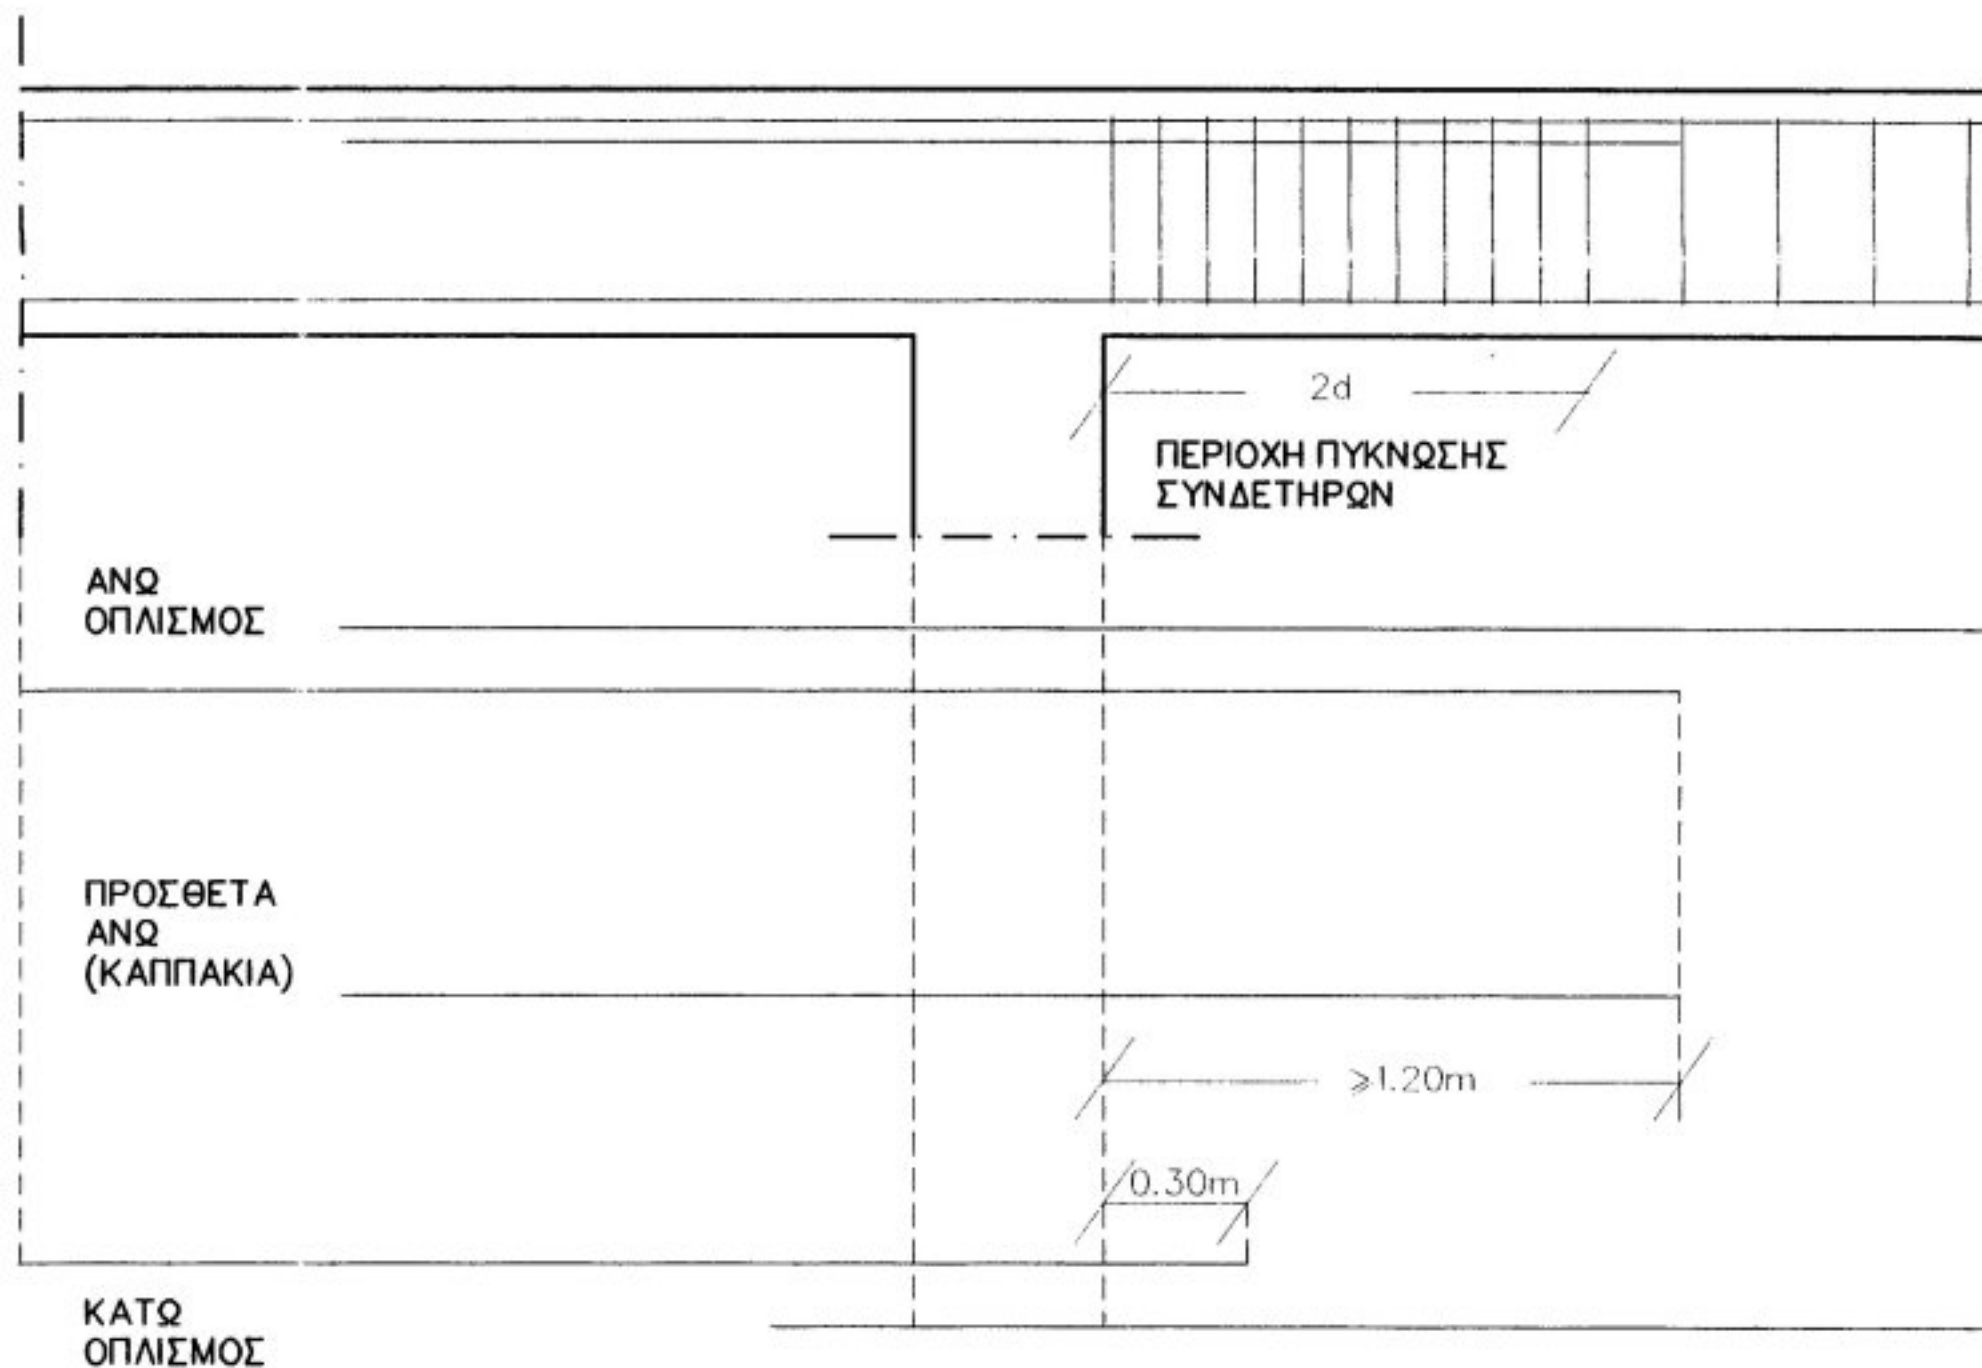 2d
ΠΕΡΙΟΧΗ ΠΥΚΝΩΣΗΣ
ΣΥΝΔΕΤΗΡΩΝ
ΑΝΩ
ΟΠΛΙΣΜΟΣ
ΠΡΟΣΘΕΤΑ
ΑΝΩ
(ΚΑΠΠΑΚΙΑ)
⩾1.20m
0.30m
ΚΑΤΩ
ΟΠΛΙΣΜΟΣ